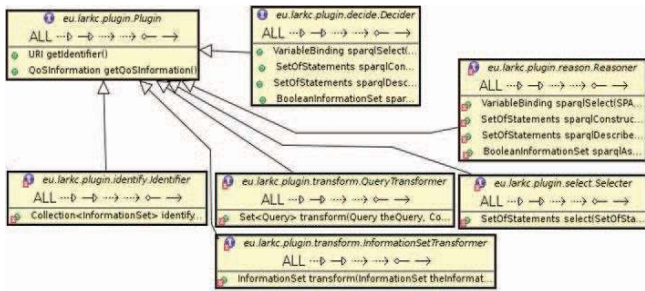 eu.larkc.plugin.Plugin
ALL
URI getIdentifier()
QoSInformation getQoSInformation()
eu.larkc.plugin.decide.Decider
ALL
VariableBinding sparqlSelect(...
SetOfStatements sparqlCon...
SetOfStatements sparqlDesc...
BooleanInformationSet spar...
eu.larkc.plugin.reason.Reasoner
ALL
VariableBinding sparqlSelect(SPA...
SetOfStatements sparqlConstruc...
SetOfStatements sparqlDescribe...
BooleanInformationSet sparqlAs...
eu.larkc.plugin.identify.Identifier
ALL
Collection<InformationSet> identify...
eu.larkc.plugin.transform.QueryTransformer
ALL
Set<Query> transform(Query theQuery, Co...
eu.larkc.plugin.select.Selecter
ALL
SetOfStatements select(SetOfSta...
eu.larkc.plugin.transform.InformationSetTransformer
ALL
InformationSet transform(InformationSet theInformat...